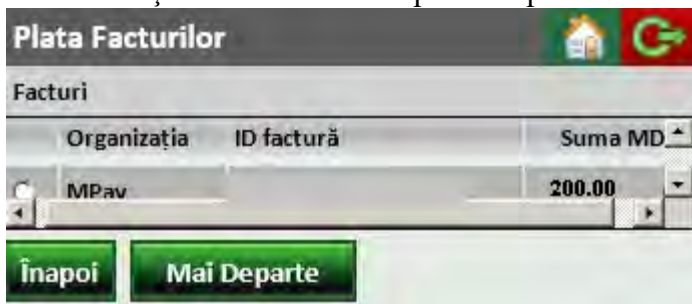 Plata Facturilor
Facturi
Organizația ID factură Suma MD
MPay 200.00
Înapoi Mai Departe